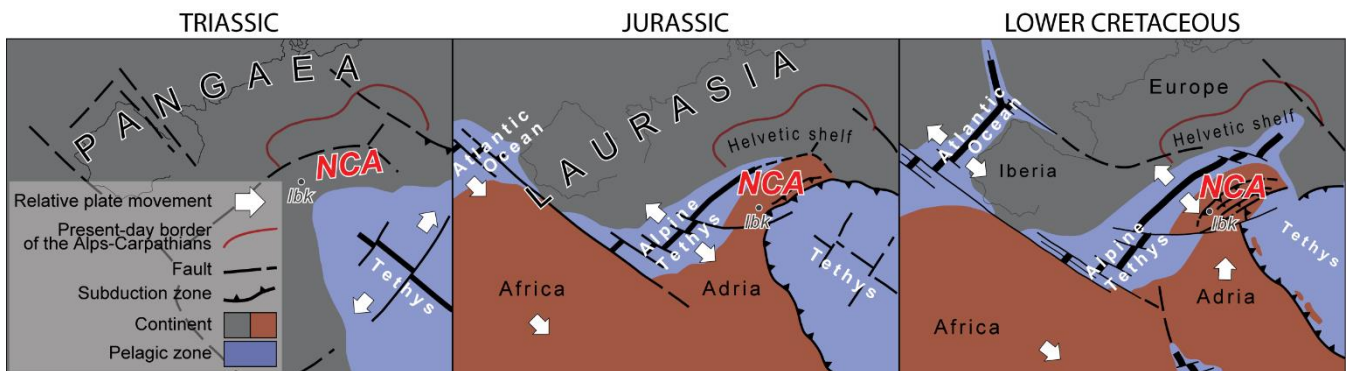 TRIASSIC
PANGAEA
NCA
Ibk
Relative plate movement
Present-day border
of the Alps-Carpathians
Fault
Subduction zone
Continent
Pelagic zone
Tethys
JURASSIC
LAURASIA
Atlantic
Ocean
Helvetic shelf
NCA
Ibk
Alpine
Tethys
Tethys
Africa
Adria
LOWER CRETACEOUS
Europe
Atlantic
Ocean
Helvetic shelf
Iberia
NCA
Ibk
Alpine
Tethys
Tethys
Adria
Africa